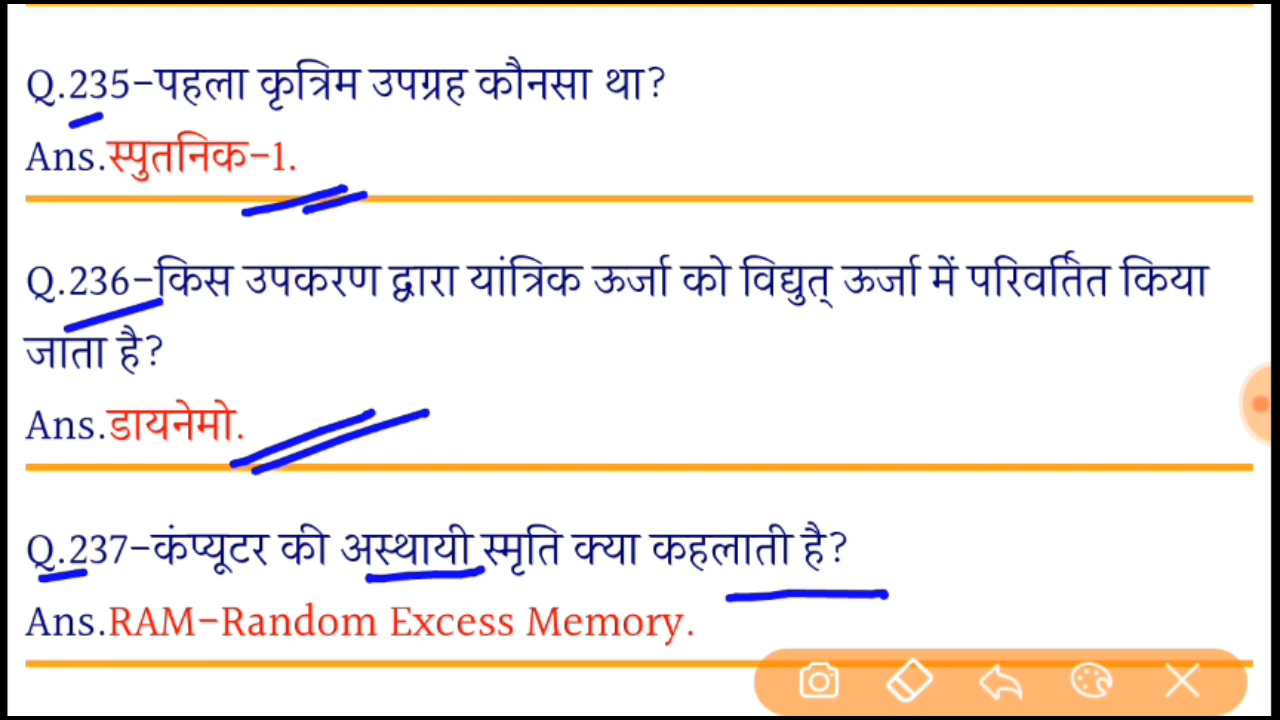 Q.235-पहला कृत्रिम उपग्रह कौनसा था?
Ans.स्पुतनिक-1.
Q.236-किस उपकरण द्वारा यांत्रिक ऊर्जा को विद्युत् ऊर्जा में परिवर्तित किया
जाता है?
Ans.डायनेमो.
Q.237-कंप्यूटर की अस्थायी स्मृति क्या कहलाती है?
Ans.RAM-Random Excess Memory.